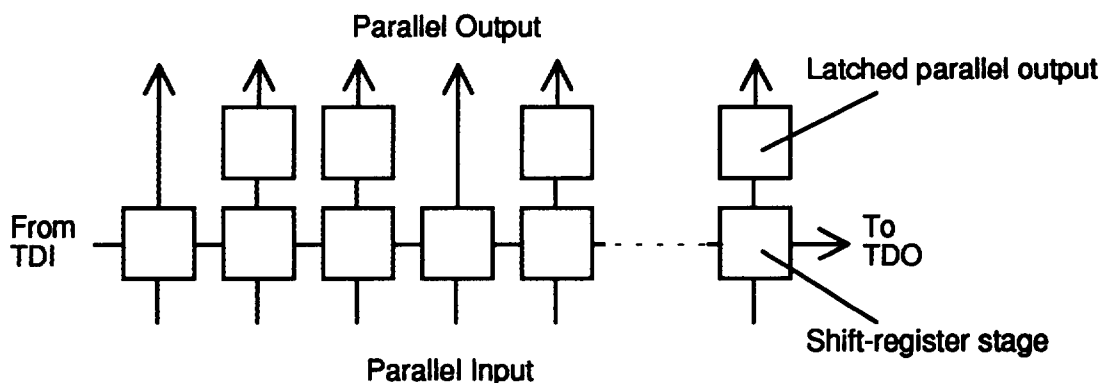 Parallel Output
Latched parallel output
From
TDI
To
TDO
Shift-register stage
Parallel Input